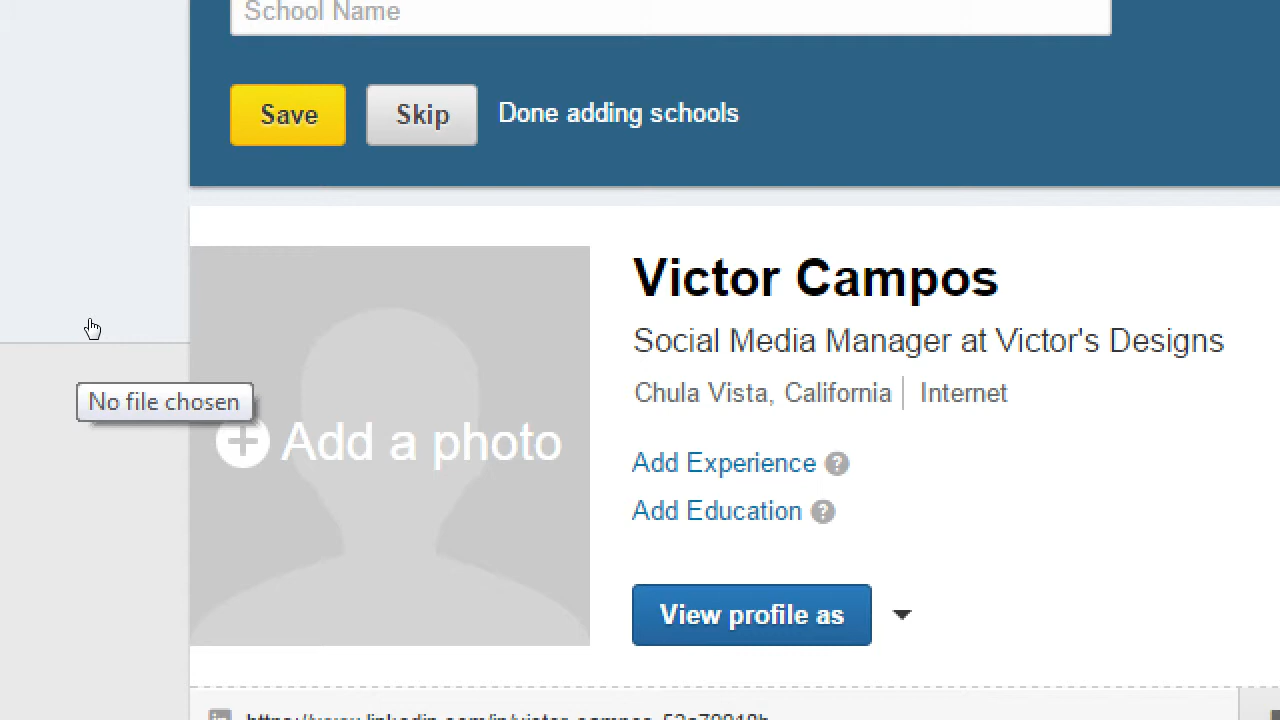 School Name
Save Skip Done adding schools
Victor Campos
Social Media Manager at Victor's Designs
Chula Vista, California Internet
No file chosen
Add a photo
Add Experience ?
Add Education ?
View profile as